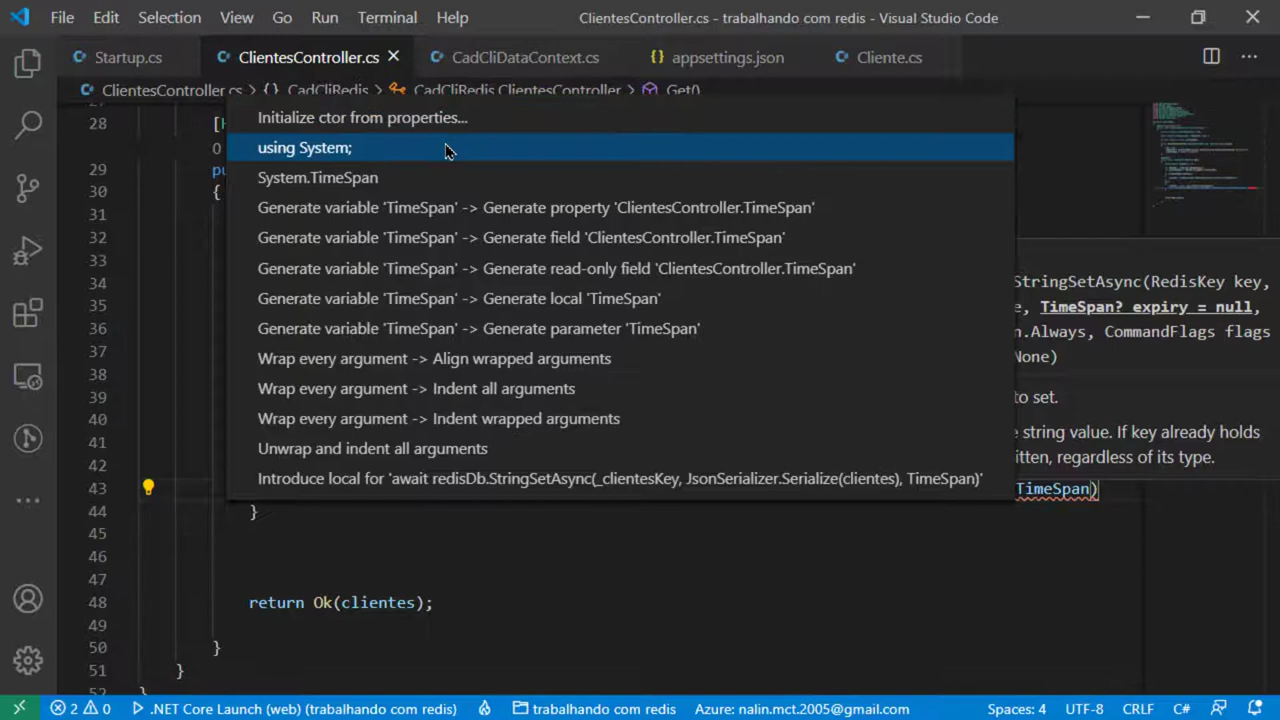 File Edit Selection View Go Run Terminal Help ClientesController.cs - trabalhando com redis - Visual Studio Code
Startup.cs ClientesController.cs CadCliDataContext.cs appsettings.json Cliente.cs
ClientesController.cs > {} CadCliRedis > CadCliRedis.ClientesController > Get()
Initialize ctor from properties...
28 [
using System;
0
System.TimeSpan
29 pu
30 {
Generate variable 'TimeSpan' -> Generate property 'ClientesController.TimeSpan'
31
32 Generate variable 'TimeSpan' -> Generate field 'ClientesController.TimeSpan'
33 Generate variable 'TimeSpan' -> Generate read-only field 'ClientesController.TimeSpan'
34 StringSetAsync(RedisKey key,
35 Generate variable 'TimeSpan' -> Generate local 'TimeSpan' TimeSpan? expiry = null,
36 Generate variable 'TimeSpan' -> Generate parameter 'TimeSpan' n.Always, CommandFlags flags
37 Wrap every argument -> Align wrapped arguments None)
38 Wrap every argument -> Indent all arguments
39 to set.
40 Wrap every argument -> Indent wrapped arguments
41 Unwrap and indent all arguments e string value. If key already holds
42 itten, regardless of its type.
Introduce local for 'await redisDb.StringSetAsync(_clientesKey, JsonSerializer.Serialize(clientes), TimeSpan)'
43 TimeSpan)
44 }
45
46
47
48 return Ok(clientes);
49
50 }
51 }
52 }
2 0 .NET Core Launch (web) (trabalhando com redis) trabalhando com redis Azure: nalin.mct.2005@gmail.com Spaces: 4 UTF-8 CRLF C#